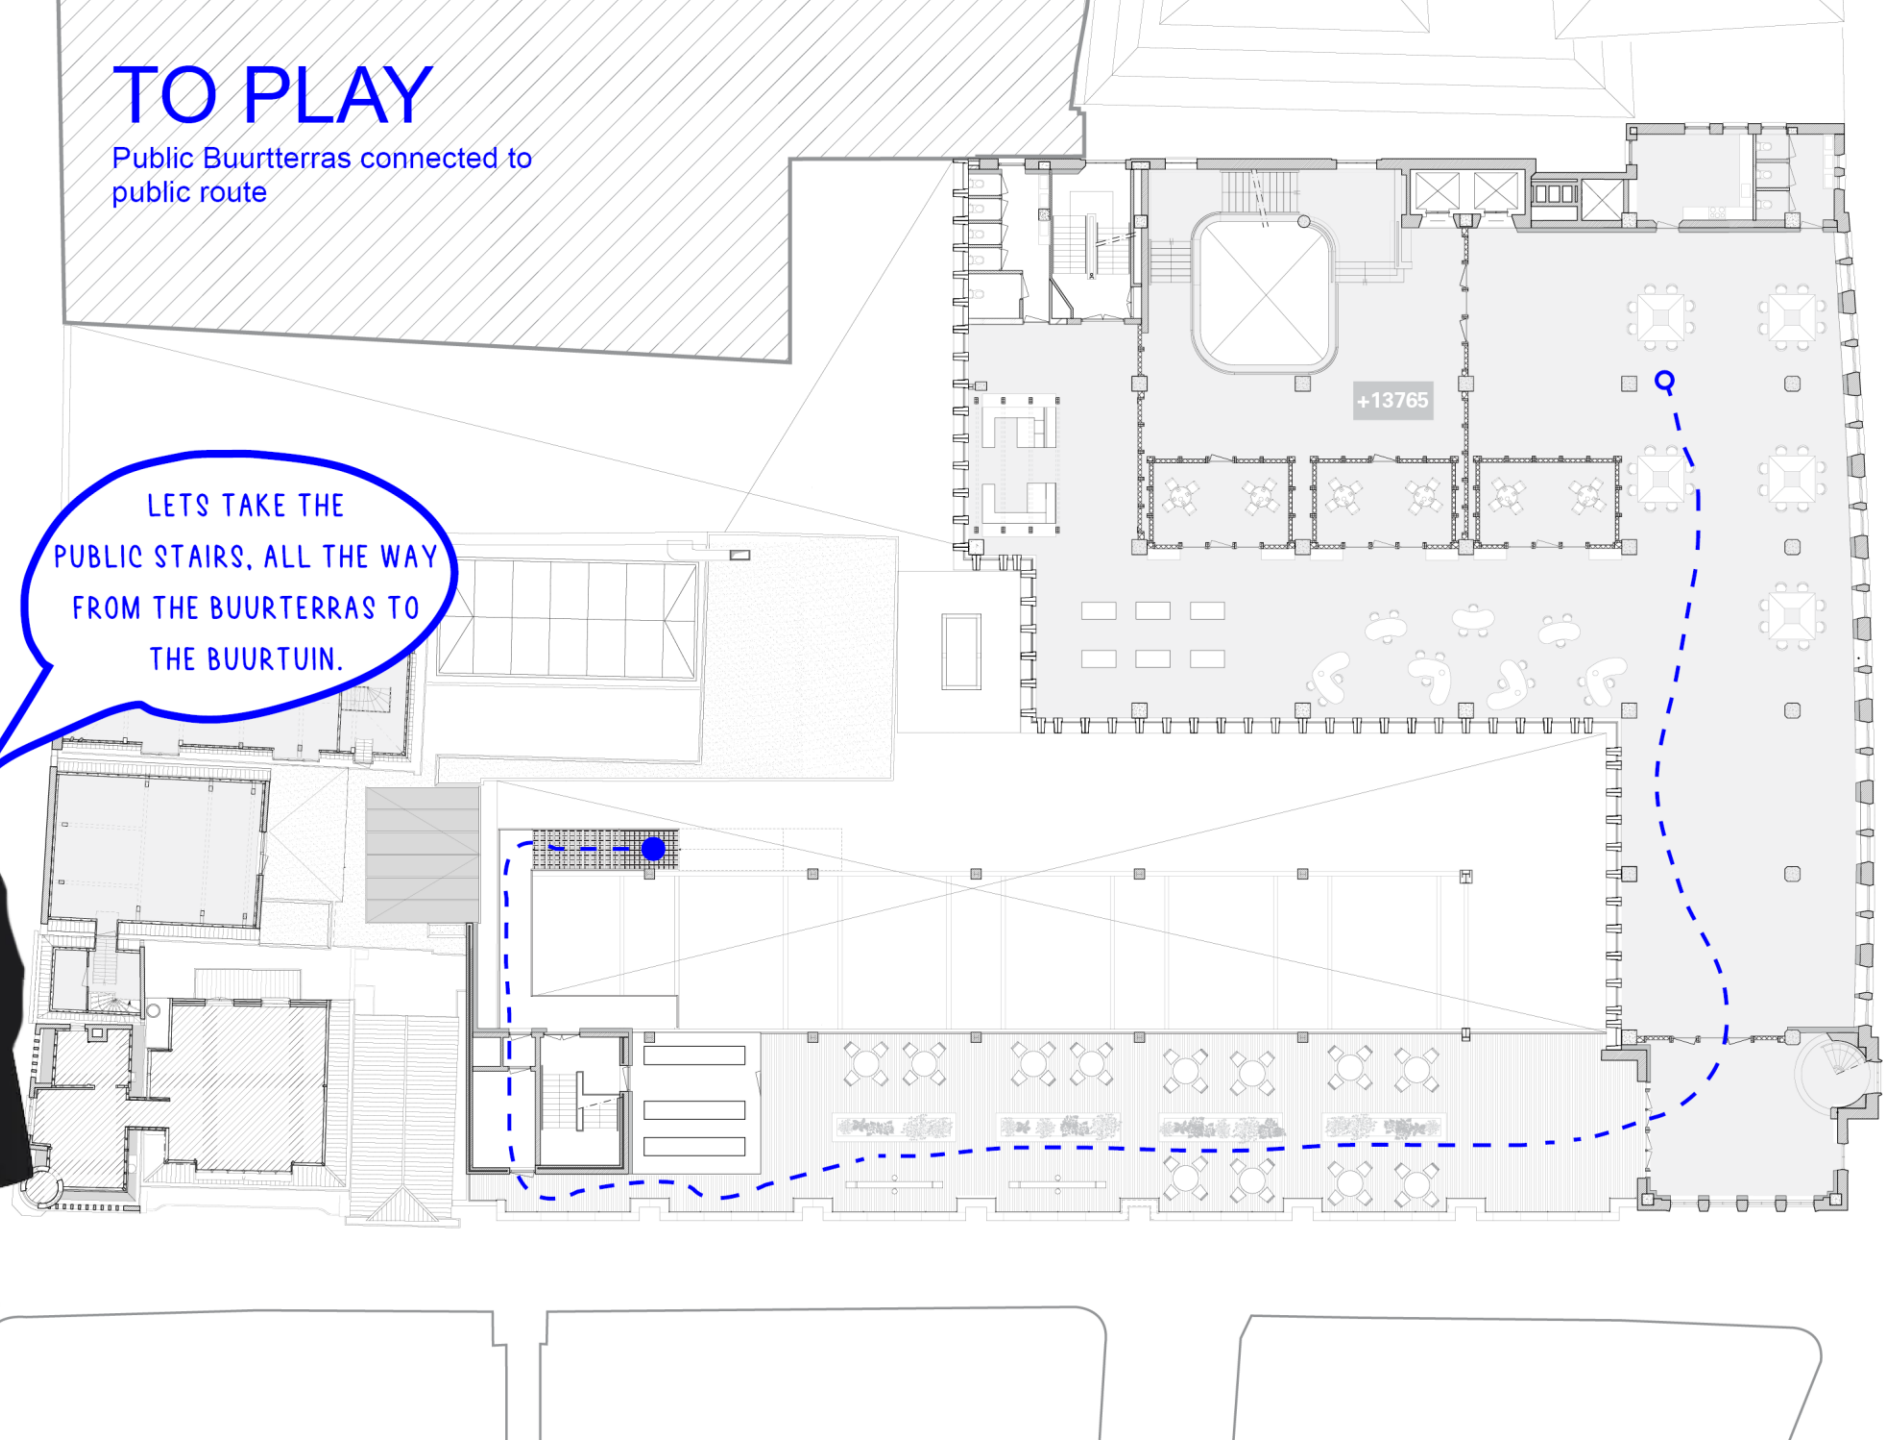 TO PLAY
Public Buurtterras connected to
public route
LETS TAKE THE
PUBLIC STAIRS, ALL THE WAY
FROM THE BUURTERRAS TO
THE BUURTUIN.
+13765